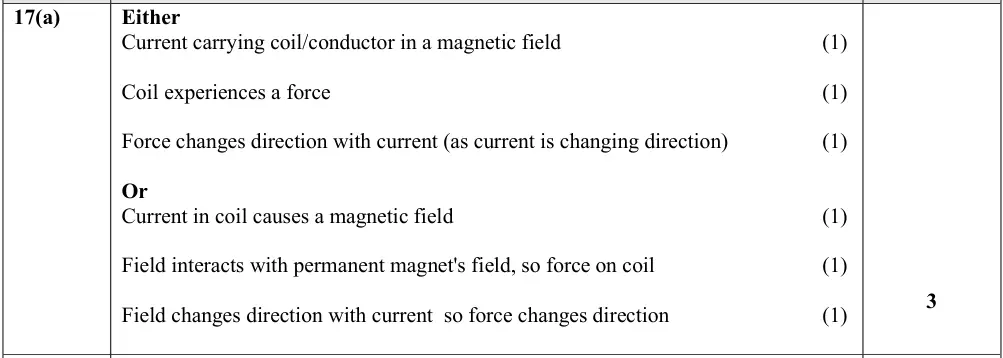 17(a) Either
Current carrying coil/conductor in a magnetic field (1)
Coil experiences a force (1)
Force changes direction with current (as current is changing direction) (1)
Or
Current in coil causes a magnetic field (1)
Field interacts with permanent magnet's field, so force on coil (1)
3
Field changes direction with current so force changes direction (1)